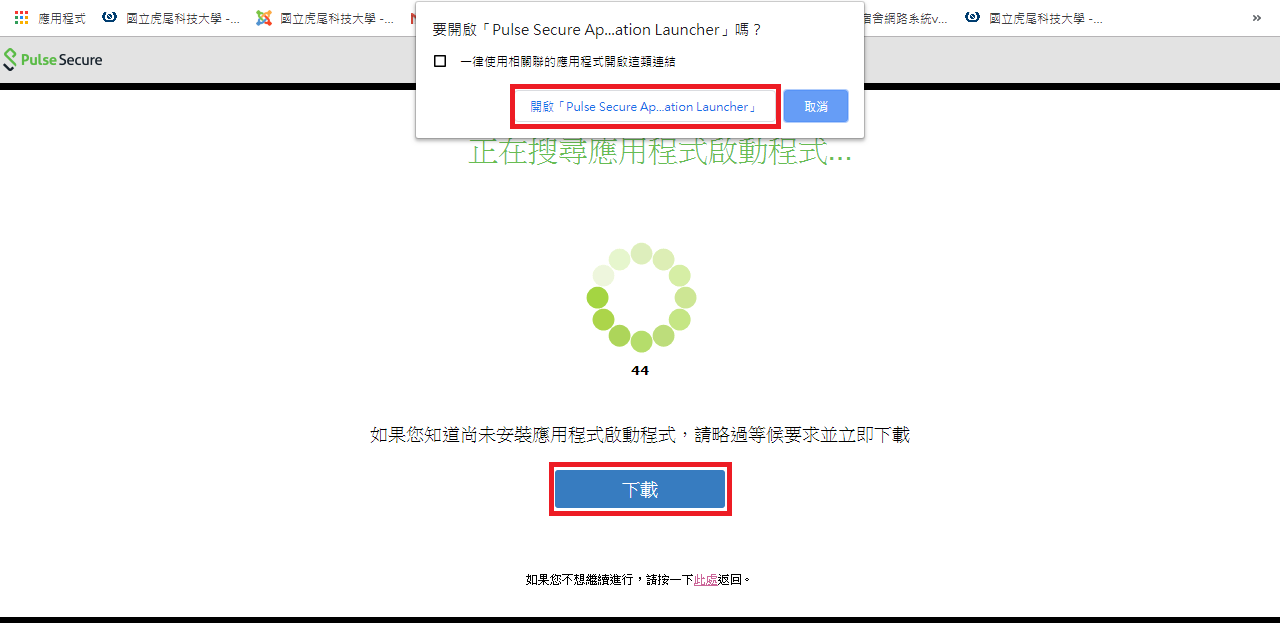 應用程式 國立虎尾科技大學 -... 國立虎尾科技大學 -... 宿舍網路系統v... 國立虎尾科技大學 -... »
Pulse Secure
要開啟「Pulse Secure Ap...ation Launcher」嗎？
一律使用相關聯的應用程式開啟這類連結
開啟「Pulse Secure Ap...ation Launcher」 取消
正在搜尋應用程式啟動程式...
44
如果您知道尚未安裝應用程式啟動程式，請略過等候要求並立即下載
下載
如果您不想繼續進行，請按一下此處返回。